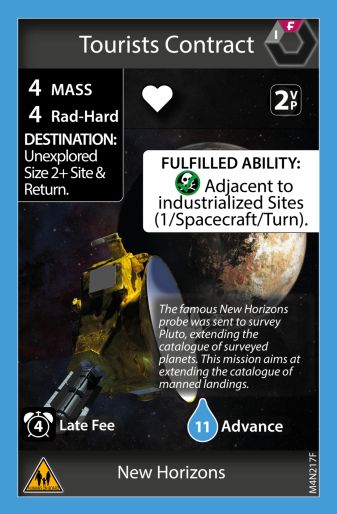 Tourists Contract
I
F
4 MASS
4 Rad-Hard
DESTINATION:
Unexplored
Size 2+ Site &
Return.
2 VP
FULFILLED ABILITY:
Adjacent to
industrialized Sites
(1/Spacecraft/Turn).
The famous New Horizons
probe was sent to survey
Pluto, extending the
catalogue of surveyed
planets. This mission aims at
extending the catalogue of
manned landings.
4 Late Fee
11 Advance
New Horizons
M4N217F